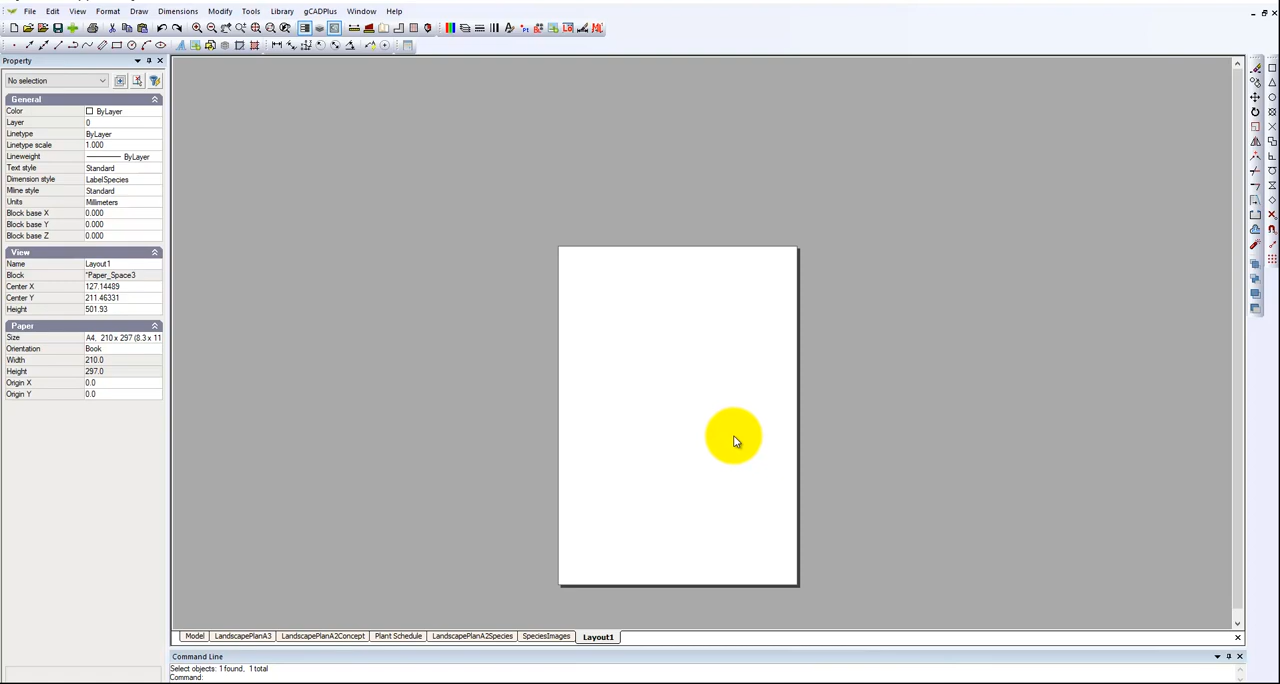 File Edit View Insert Format Draw Dimensions Modify Tools Library gCADPlus Window Help
Property
No selection
General
Color ByLayer
Layer 0
Linetype ByLayer
Linetype scale 1.000
Lineweight ByLayer
Text style Standard
Dimension style LabelSpecies
Mline style Standard
Units Millimeters
Block base X 0.000
Block base Y 0.000
Block base Z 0.000
View
Name Layout1
Block *Paper_Space3
Center X 127.14489
Center Y 211.46331
Height 501.93
Paper
Size A4, 210 x 297 (8.3 x 11
Orientation Book
Width 210.0
Height 297.0
Origin X 0.0
Origin Y 0.0
Model LandscapePlanA3 LandscapePlanA2Concept Plant Schedule LandscapePlanA2Species SpeciesImages Layout1
Command Line
Select objects: 1 found, 1 total
Command: